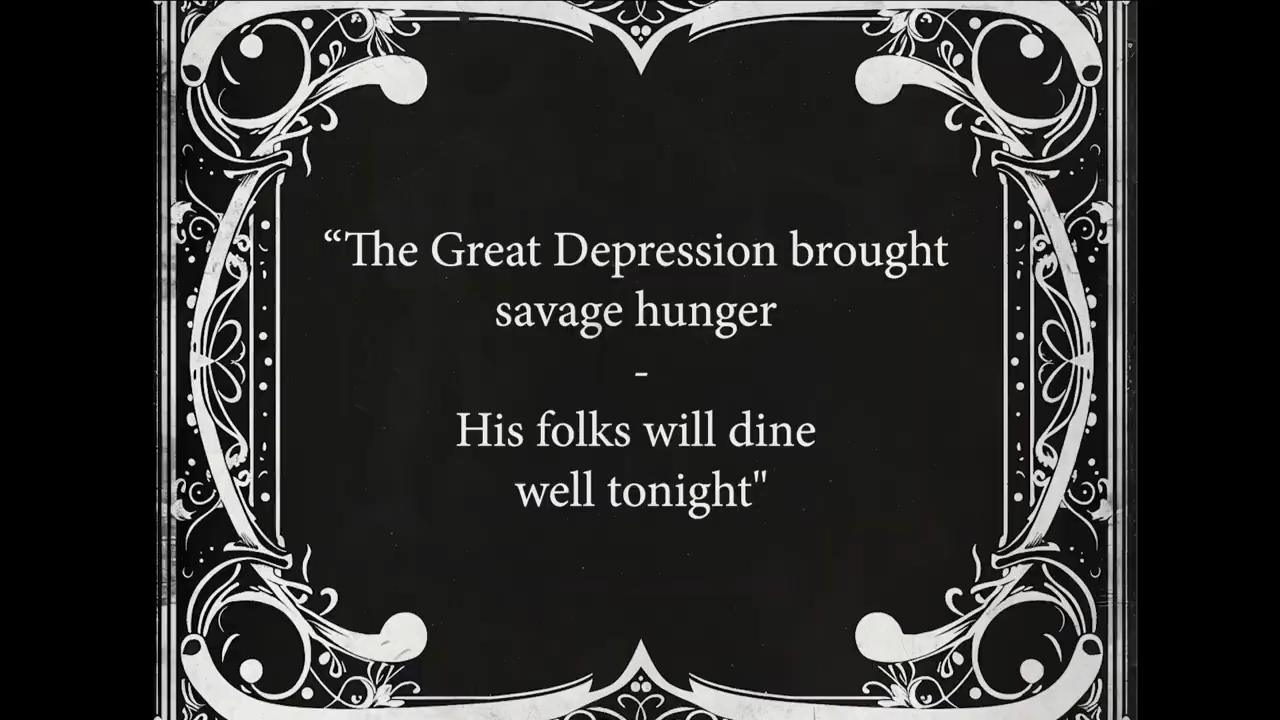 “The Great Depression brought
savage hunger
-
His folks will dine
well tonight"